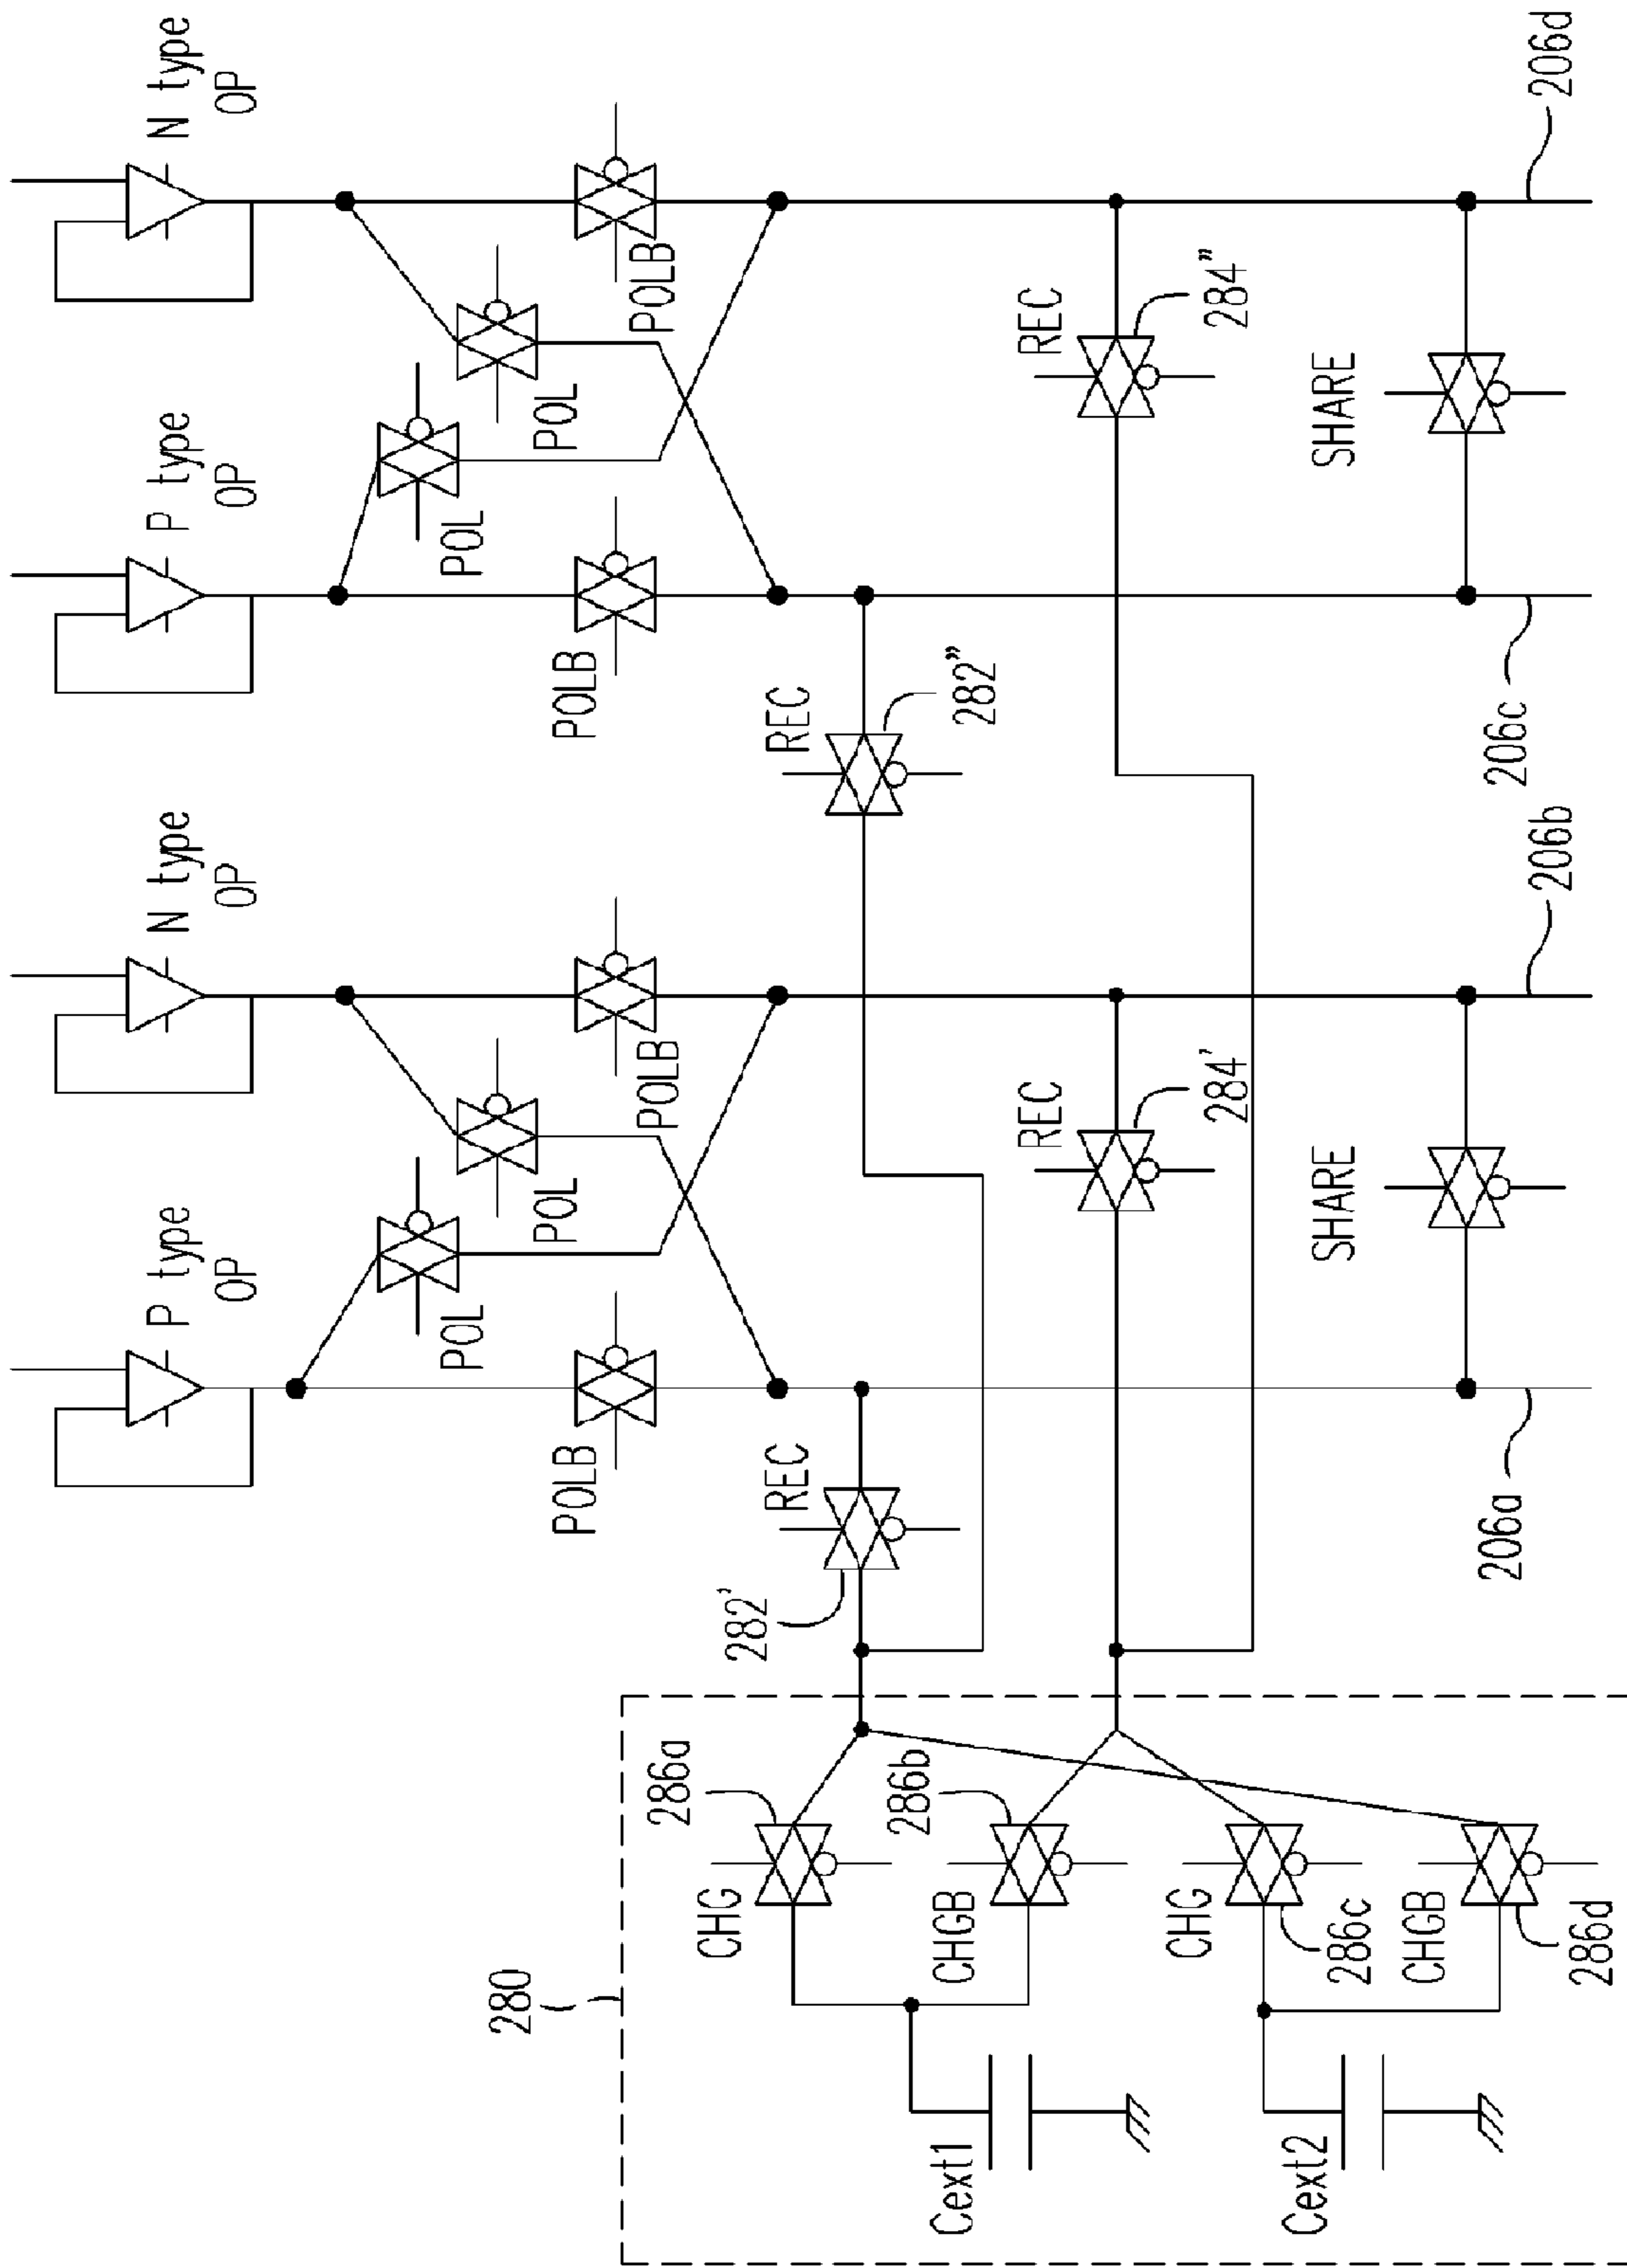 P type
OP
N type
OP
P type
OP
N type
OP
POL
POL
POLB
POLB
POL
POL
POLB
POLB
REC
282'
REC
282"
REC
284'
REC
284"
SHARE
SHARE
206a
206b
206c
206d
280
CHG
286a
CHGB
286b
CHG
286c
CHGB
286d
Cext1
Cext2